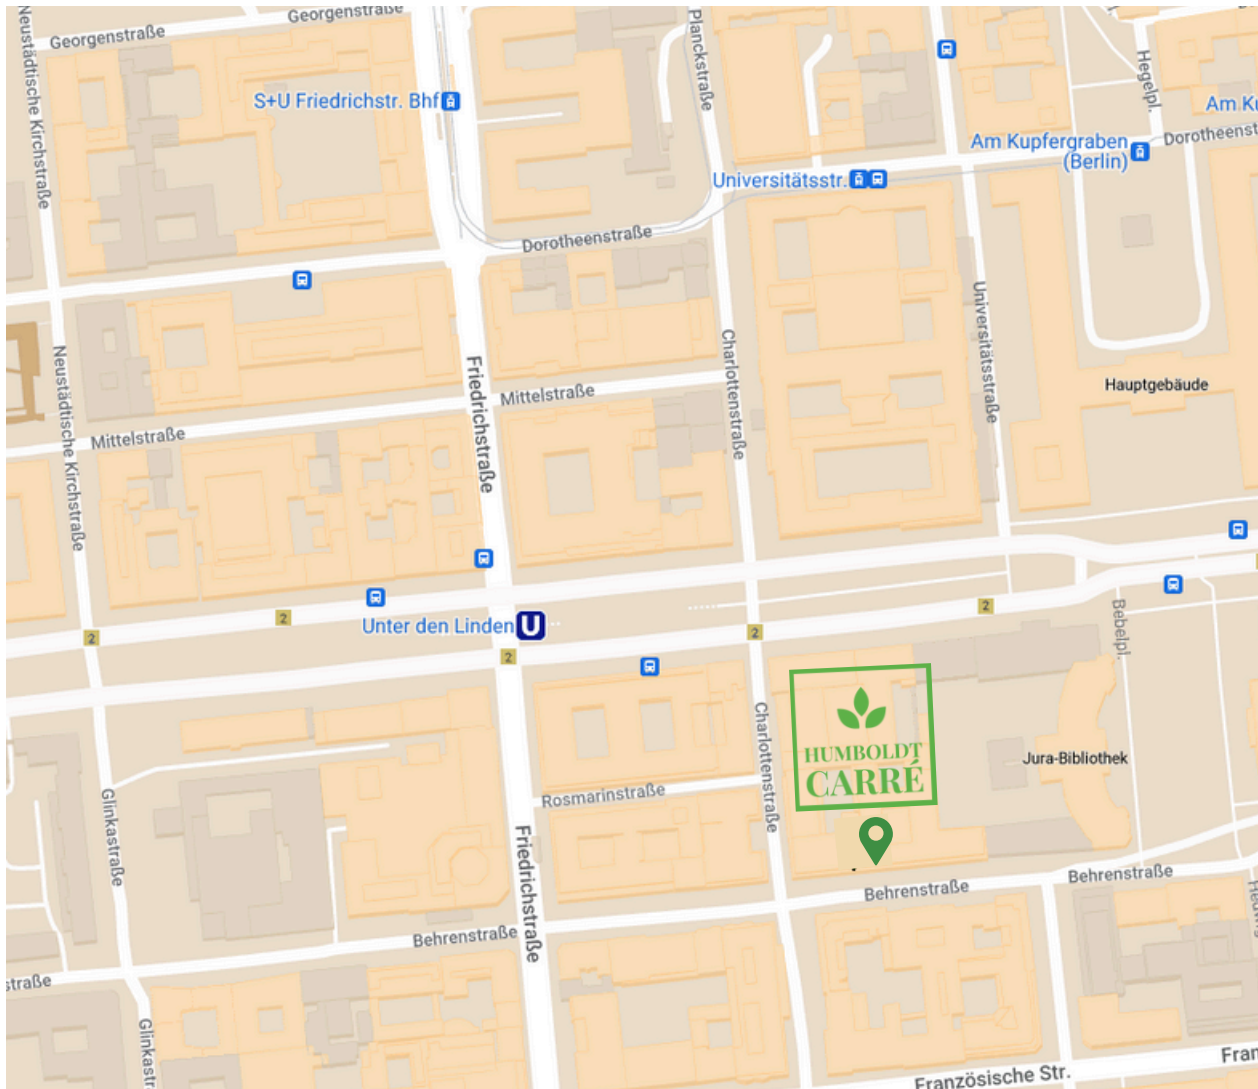 Georgenstraße
Georgenstraße
Neustädtische Kirchstraße
Planckstraße
Hegelpl.
S+U Friedrichstr. Bhf
Am Ku
Am Kupfergraben
(Berlin)
Dorotheenst
Universitätsstr.
Dorotheenstraße
Universitätsstraße
Neustädtische Kirchstraße
Friedrichstraße
Charlottenstraße
Mittelstraße
Hauptgebäude
Mittelstraße
2
2
2
2
2
Unter den Linden
U
Bebelpl.
HUMBOLDT
CARRÉ
Charlottenstraße
Jura-Bibliothek
Rosmarinstraße
Glinkastraße
Friedrichstraße
Behrenstraße
Behrenstraße
Behrenstraße
straße
Glinkastr
Französische Str.
Fran